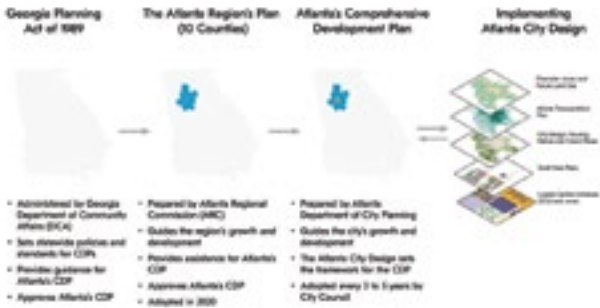 Georgia Planning
Act of 1989
The Atlanta Region's Plan
(10 Counties)
Atlanta's Comprehensive
Development Plan
Implementing
Atlanta City Design
• Administered by Georgia
Department of Community
Affairs (DCA)
• Sets statewide policies and
standards for CDPs
• Provides guidance for
Atlanta's CDP
• Approves Atlanta's CDP
• Prepared by Atlanta Regional
Commission (ARC)
• Guides the region's growth and
development
• Provides assistance for Atlanta's
CDP
• Approves Atlanta's CDP
• Adopted in 2020
• Prepared by Atlanta
Department of City Planning
• Guides the city's growth and
development
• The Atlanta City Design sets
the framework for the CDP
• Adopted every 3 to 5 years by
City Council